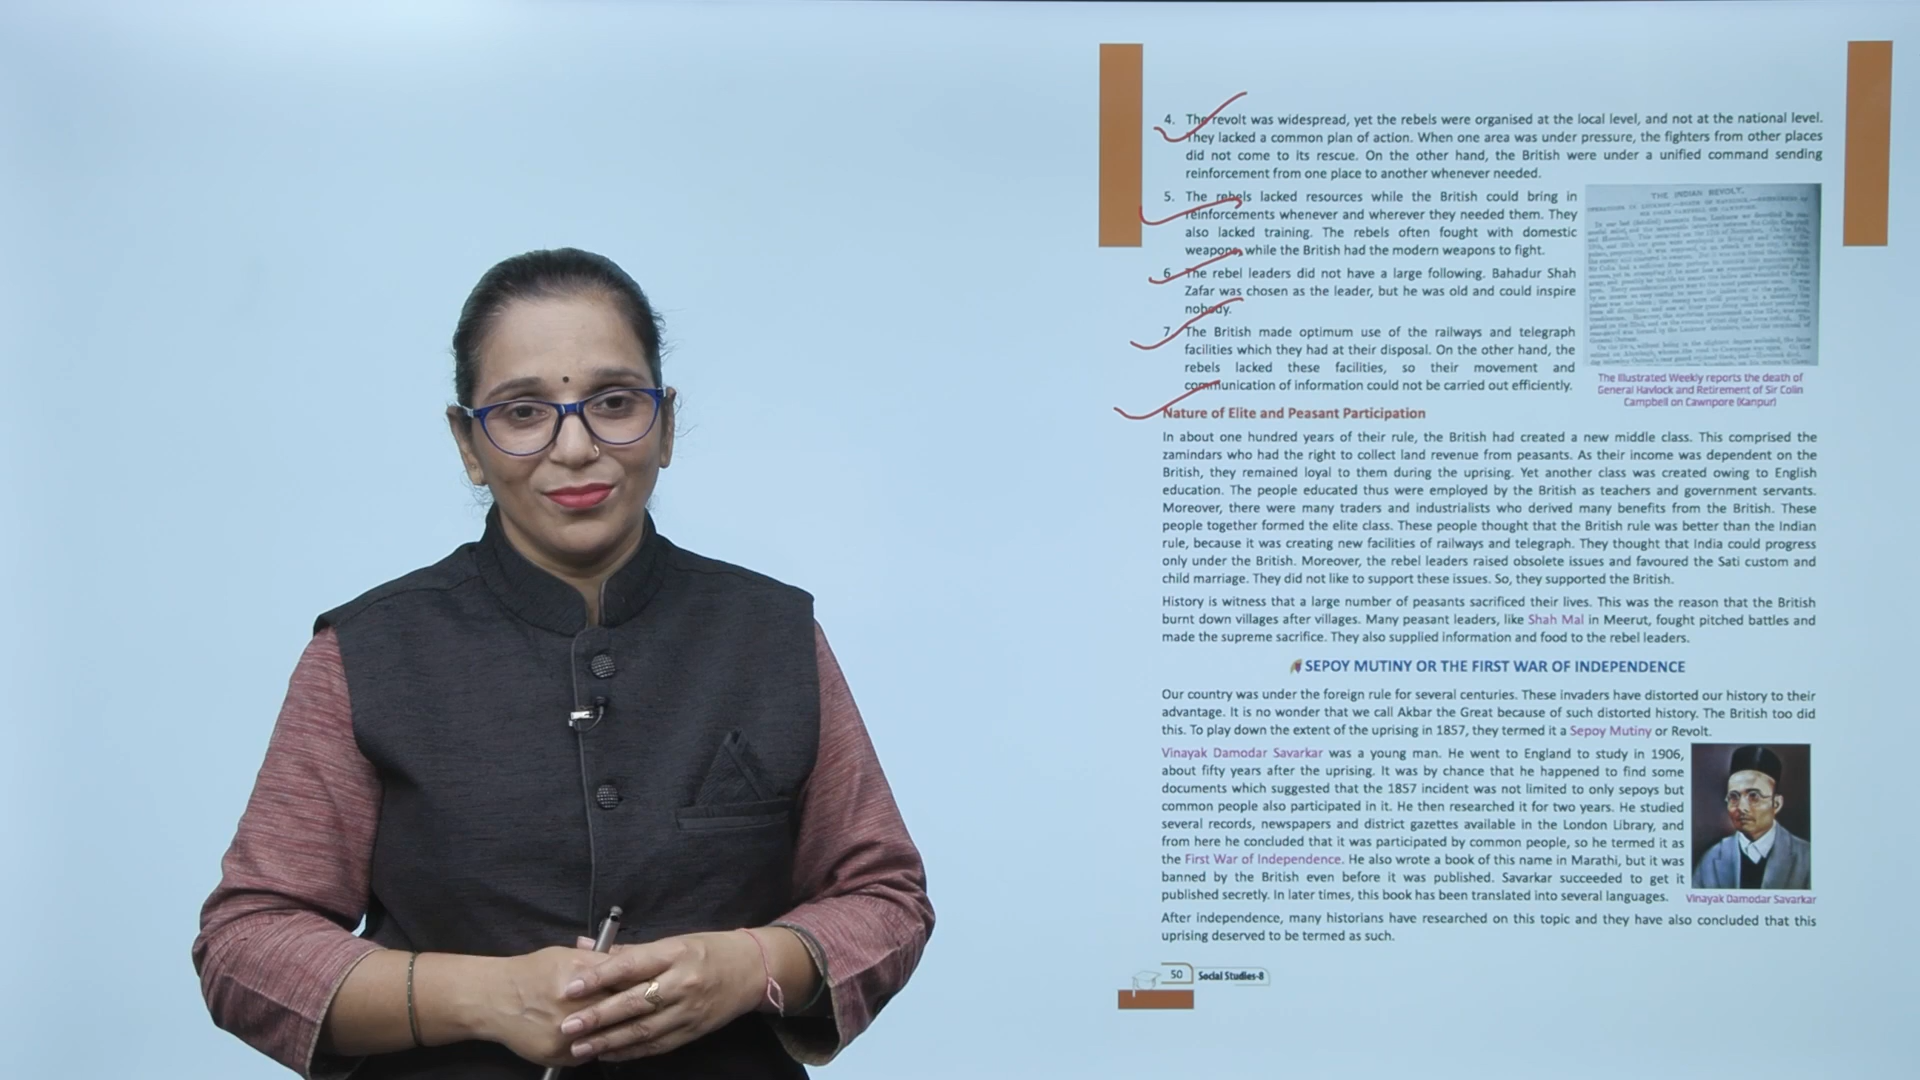 4. The revolt was widespread, yet the rebels were organised at the local level, and not at the national level.
They lacked a common plan of action. When one area was under pressure, the fighters from other places
did not come to its rescue. On the other hand, the British were under a unified command sending
reinforcement from one place to another whenever needed.
5. The rebels lacked resources while the British could bring in
reinforcements whenever and wherever they needed them. They
also lacked training. The rebels often fought with domestic
weapons, while the British had the modern weapons to fight.
6. The rebel leaders did not have a large following. Bahadur Shah
Zafar was chosen as the leader, but he was old and could inspire
nobody.
7. The British made optimum use of the railways and telegraph
facilities which they had at their disposal. On the other hand, the
rebels lacked these facilities, so their movement and
communication of information could not be carried out efficiently.
THE INDIAN REVOLT.
The Illustrated Weekly reports the death of
General Havlock and Retirement of Sir Colin
Campbell on Cawnpore (Kanpur)
Nature of Elite and Peasant Participation
In about one hundred years of their rule, the British had created a new middle class. This comprised the
zamindars who had the right to collect land revenue from peasants. As their income was dependent on the
British, they remained loyal to them during the uprising. Yet another class was created owing to English
education. The people educated thus were employed by the British as teachers and government servants.
Moreover, there were many traders and industrialists who derived many benefits from the British. These
people together formed the elite class. These people thought that the British rule was better than the Indian
rule, because it was creating new facilities of railways and telegraph. They thought that India could progress
only under the British. Moreover, the rebel leaders raised obsolete issues and favoured the Sati custom and
child marriage. They did not like to support these issues. So, they supported the British.
History is witness that a large number of peasants sacrificed their lives. This was the reason that the British
burnt down villages after villages. Many peasant leaders, like Shah Mal in Meerut, fought pitched battles and
made the supreme sacrifice. They also supplied information and food to the rebel leaders.
SEPOY MUTINY OR THE FIRST WAR OF INDEPENDENCE
Our country was under the foreign rule for several centuries. These invaders have distorted our history to their
advantage. It is no wonder that we call Akbar the Great because of such distorted history. The British too did
this. To play down the extent of the uprising in 1857, they termed it a Sepoy Mutiny or Revolt.
Vinayak Damodar Savarkar was a young man. He went to England to study in 1906,
about fifty years after the uprising. It was by chance that he happened to find some
documents which suggested that the 1857 incident was not limited to only sepoys but
common people also participated in it. He then researched it for two years. He studied
several records, newspapers and district gazettes available in the London Library, and
from here he concluded that it was participated by common people, so he termed it as
the First War of Independence. He also wrote a book of this name in Marathi, but it was
banned by the British even before it was published. Savarkar succeeded to get it
published secretly. In later times, this book has been translated into several languages.
Vinayak Damodar Savarkar
After independence, many historians have researched on this topic and they have also concluded that this
uprising deserved to be termed as such.
50 Social Studies-8